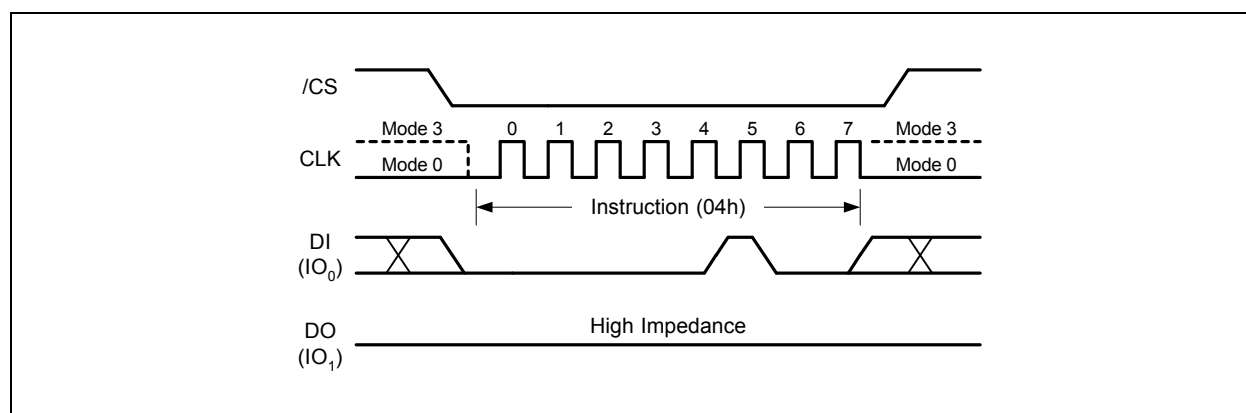 /CS
Mode 3 0 1 2 3 4 5 6 7 Mode 3
CLK
Mode 0 Mode 0
Instruction (04h)
DI
(IO₀)
High Impedance
DO
(IO₁)